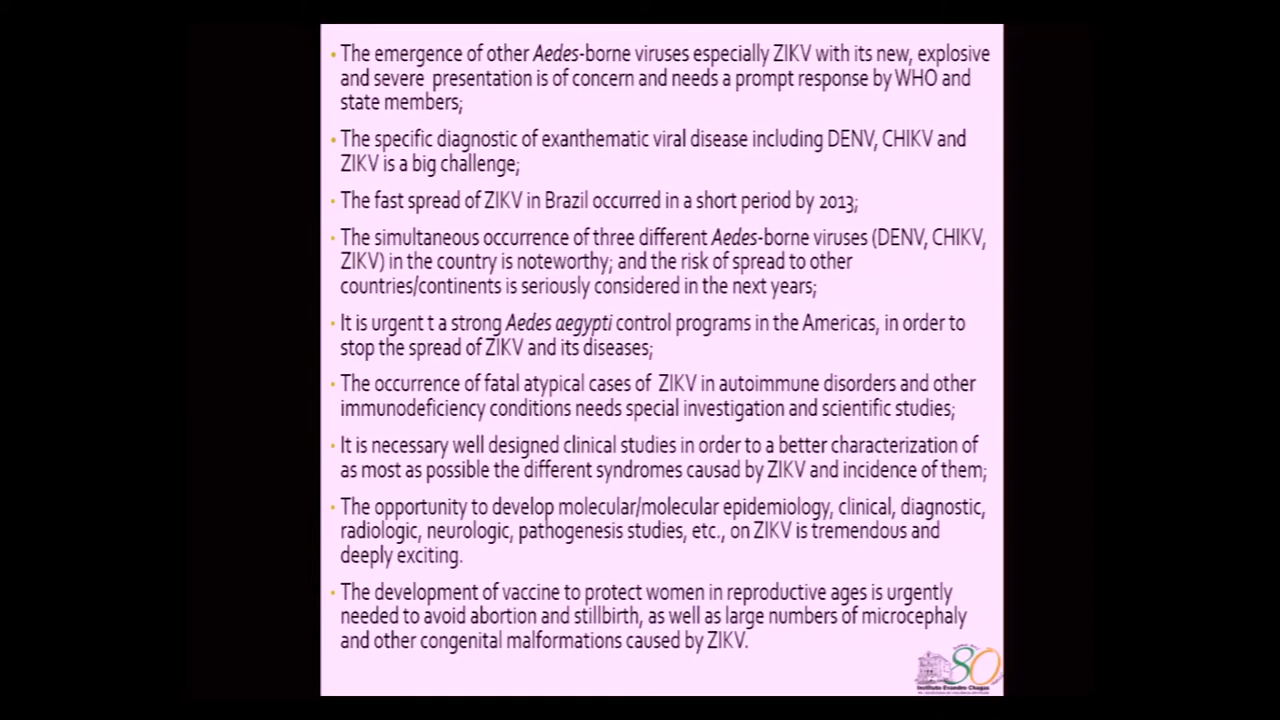 • The emergence of other Aedes-borne viruses especially ZIKV with its new, explosive
and severe presentation is of concern and needs a prompt response by WHO and
state members;
• The specific diagnostic of exanthematic viral disease including DENV, CHIKV and
ZIKV is a big challenge;
• The fast spread of ZIKV in Brazil occurred in a short period by 2013;
• The simultaneous occurrence of three different Aedes-borne viruses (DENV, CHIKV,
ZIKV) in the country is noteworthy; and the risk of spread to other
countries/continents is seriously considered in the next years;
• It is urgent t a strong Aedes aegypti control programs in the Americas, in order to
stop the spread of ZIKV and its diseases;
• The occurrence of fatal atypical cases of ZIKV in autoimmune disorders and other
immunodeficiency conditions needs special investigation and scientific studies;
• It is necessary well designed clinical studies in order to a better characterization of
as most as possible the different syndromes causad by ZIKV and incidence of them;
• The opportunity to develop molecular/molecular epidemiology, clinical, diagnostic,
radiologic, neurologic, pathogenesis studies, etc., on ZIKV is tremendous and
deeply exciting.
• The development of vaccine to protect women in reproductive ages is urgently
needed to avoid abortion and stillbirth, as well as large numbers of microcephaly
and other congenital malformations caused by ZIKV.
80
Instituto Evandro Chagas